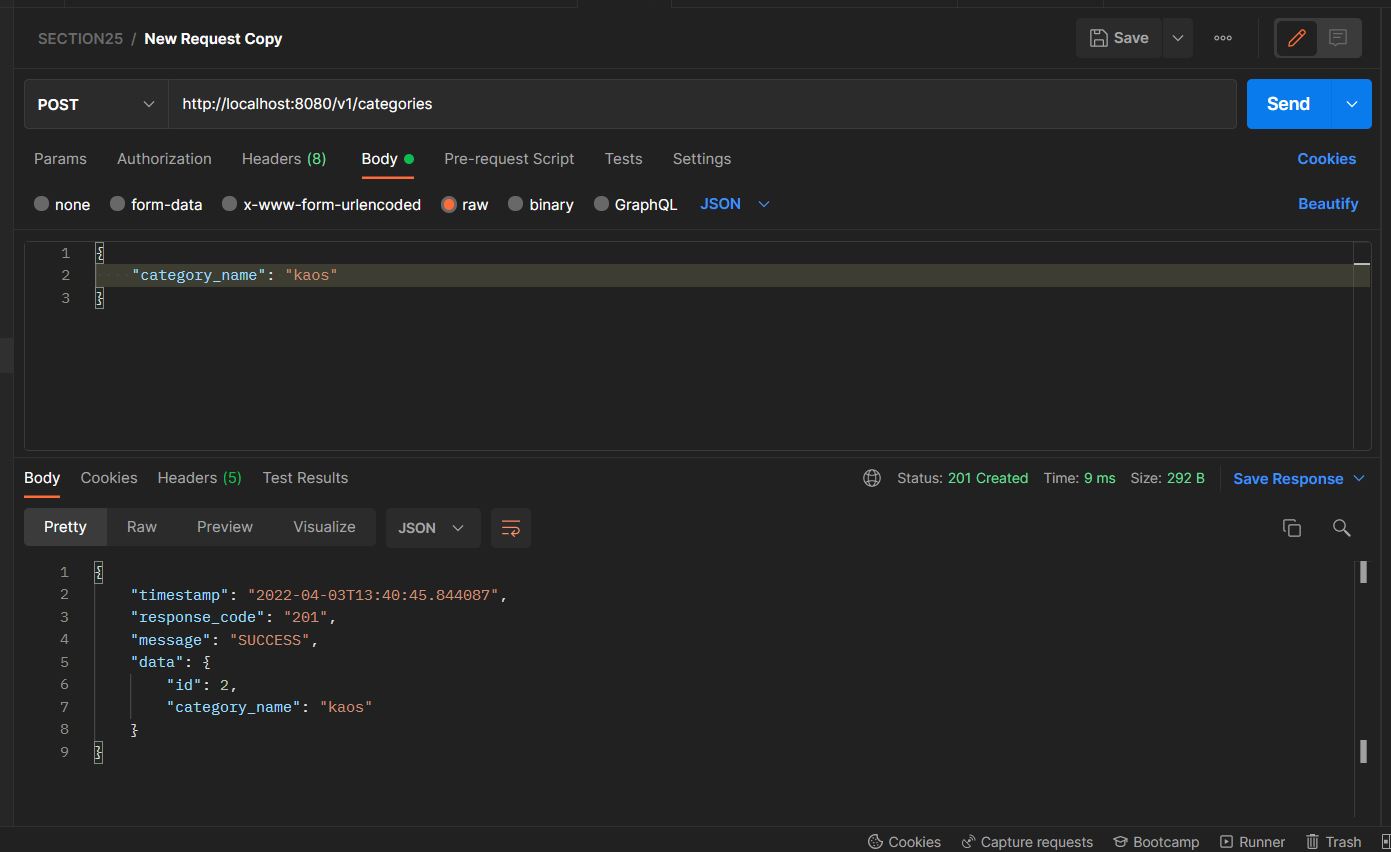 SECTION25 / New Request Copy Save
POST http://localhost:8080/v1/categories Send
Params Authorization Headers (8) Body Pre-request Script Tests Settings Cookies
none form-data x-www-form-urlencoded raw binary GraphQL JSON Beautify
1 {
2 "category_name": "kaos"
3 }
Body Cookies Headers (5) Test Results Status: 201 Created Time: 9 ms Size: 292 B Save Response
Pretty Raw Preview Visualize JSON
1 {
2 "timestamp": "2022-04-03T13:40:45.844087",
3 "response_code": "201",
4 "message": "SUCCESS",
5 "data": {
6 "id": 2,
7 "category_name": "kaos"
8 }
9 }
Cookies Capture requests Bootcamp Runner Trash